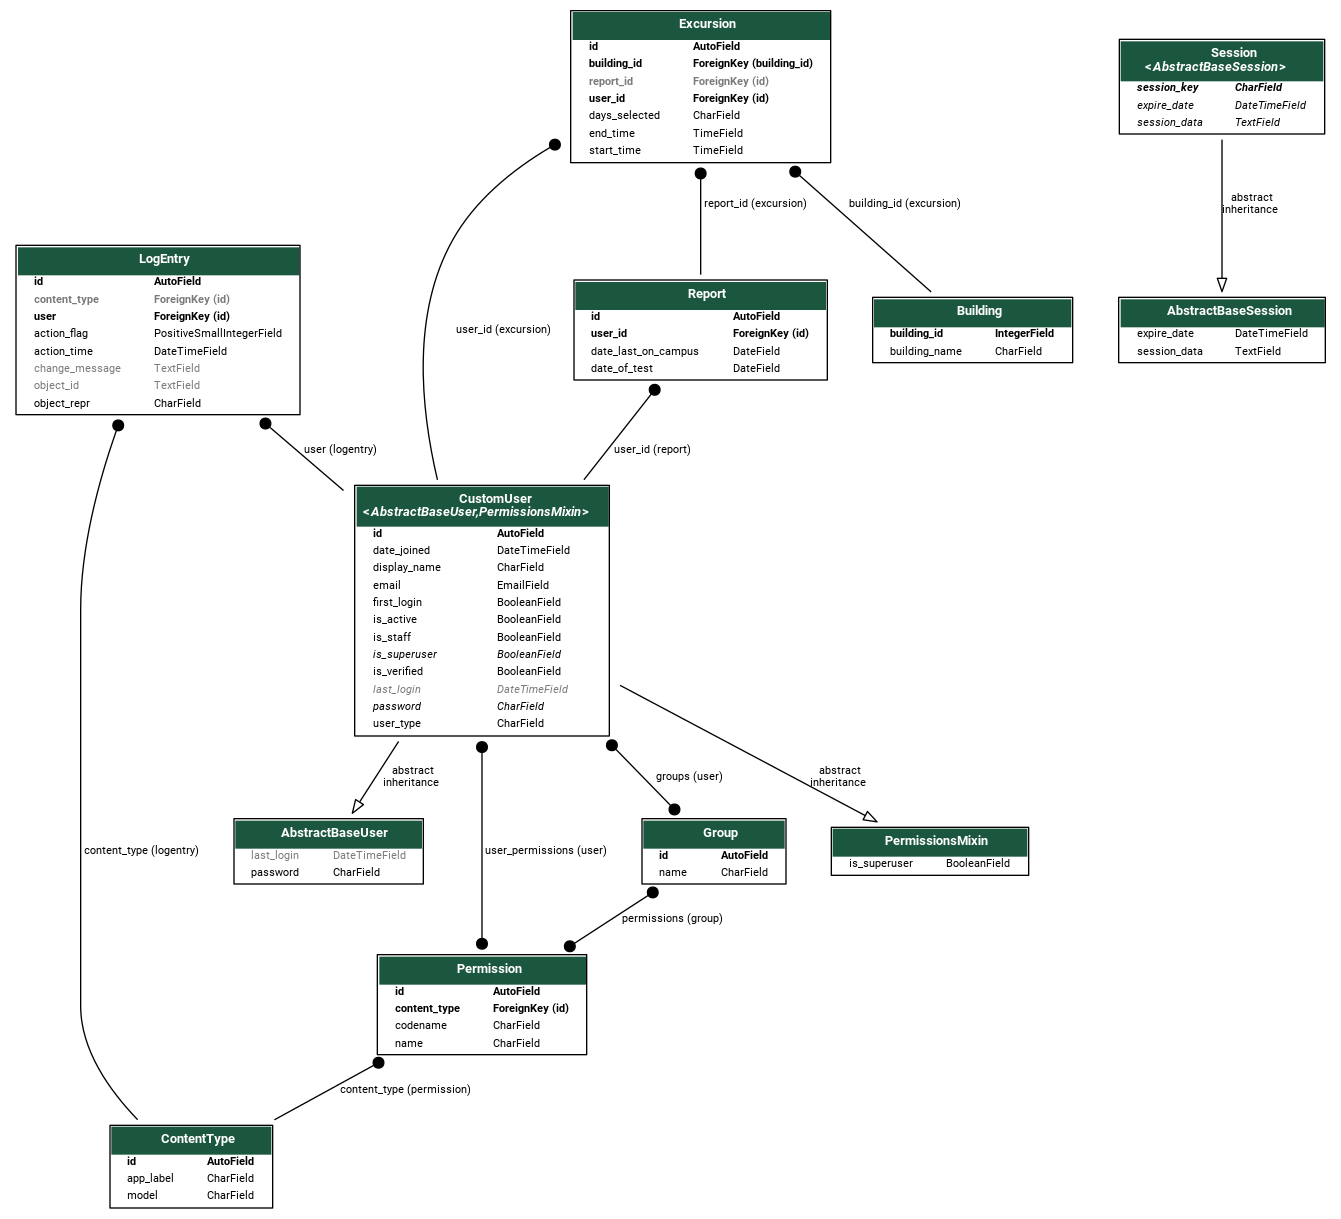 Excursion
id AutoField
building_id ForeignKey (building_id)
report_id ForeignKey (id)
user_id ForeignKey (id)
days_selected CharField
end_time TimeField
start_time TimeField
Session
<AbstractBaseSession>
session_key CharField
expire_date DateTimeField
session_data TextField
report_id (excursion)
building_id (excursion)
abstract
inheritance
LogEntry
id AutoField
content_type ForeignKey (id)
user ForeignKey (id)
action_flag PositiveSmallIntegerField
action_time DateTimeField
change_message TextField
object_id TextField
object_repr CharField
user_id (excursion)
Report
id AutoField
user_id ForeignKey (id)
date_last_on_campus DateField
date_of_test DateField
Building
building_id IntegerField
building_name CharField
AbstractBaseSession
expire_date DateTimeField
session_data TextField
user (logentry)
user_id (report)
CustomUser
<AbstractBaseUser,PermissionsMixin>
id AutoField
date_joined DateTimeField
display_name CharField
email EmailField
first_login BooleanField
is_active BooleanField
is_staff BooleanField
is_superuser BooleanField
is_verified BooleanField
last_login DateTimeField
password CharField
user_type CharField
abstract
inheritance
groups (user)
abstract
inheritance
content_type (logentry)
AbstractBaseUser
last_login DateTimeField
password CharField
user_permissions (user)
Group
id AutoField
name CharField
PermissionsMixin
is_superuser BooleanField
permissions (group)
Permission
id AutoField
content_type ForeignKey (id)
codename CharField
name CharField
content_type (permission)
ContentType
id AutoField
app_label CharField
model CharField